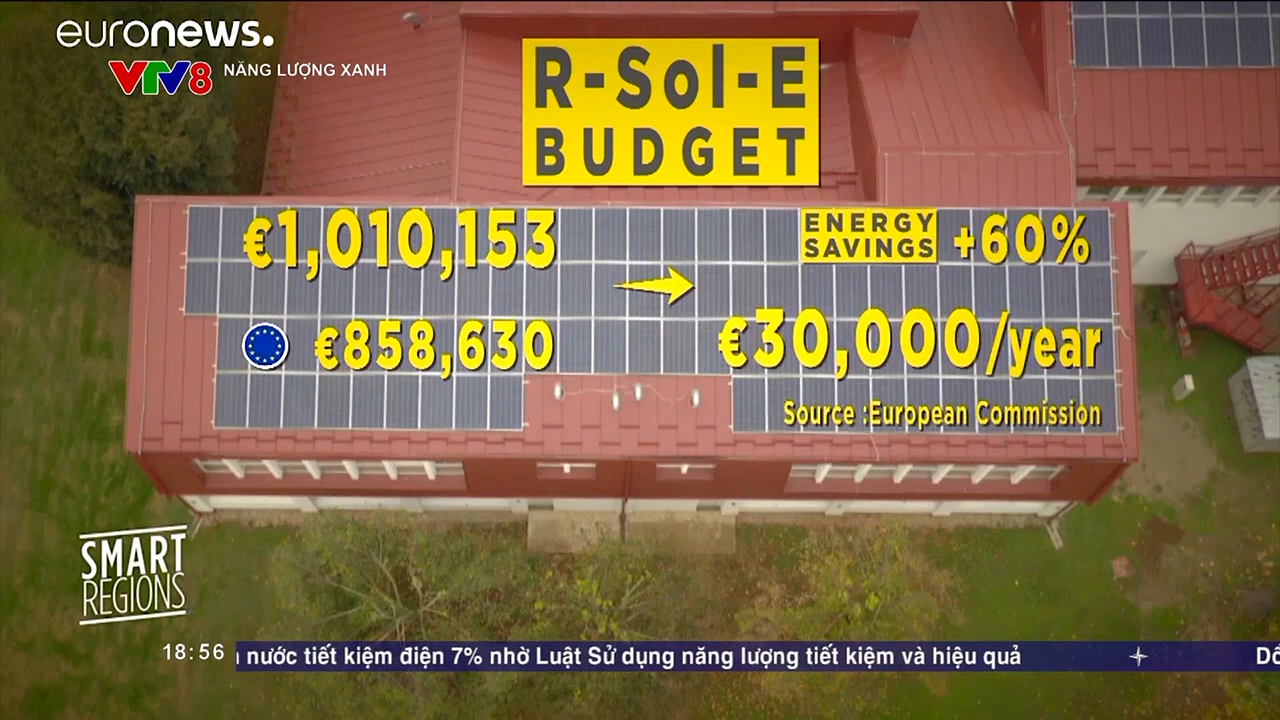 euronews.
VTV8 NĂNG LƯỢNG XANH
R-Sol-E
BUDGET
€1,010,153
€858,630
ENERGY
SAVINGS
+60%
€30,000/year
Source :European Commission
SMART
REGIONS
18:56
nước tiết kiệm điện 7% nhờ Luật Sử dụng năng lượng tiết kiệm và hiệu quả